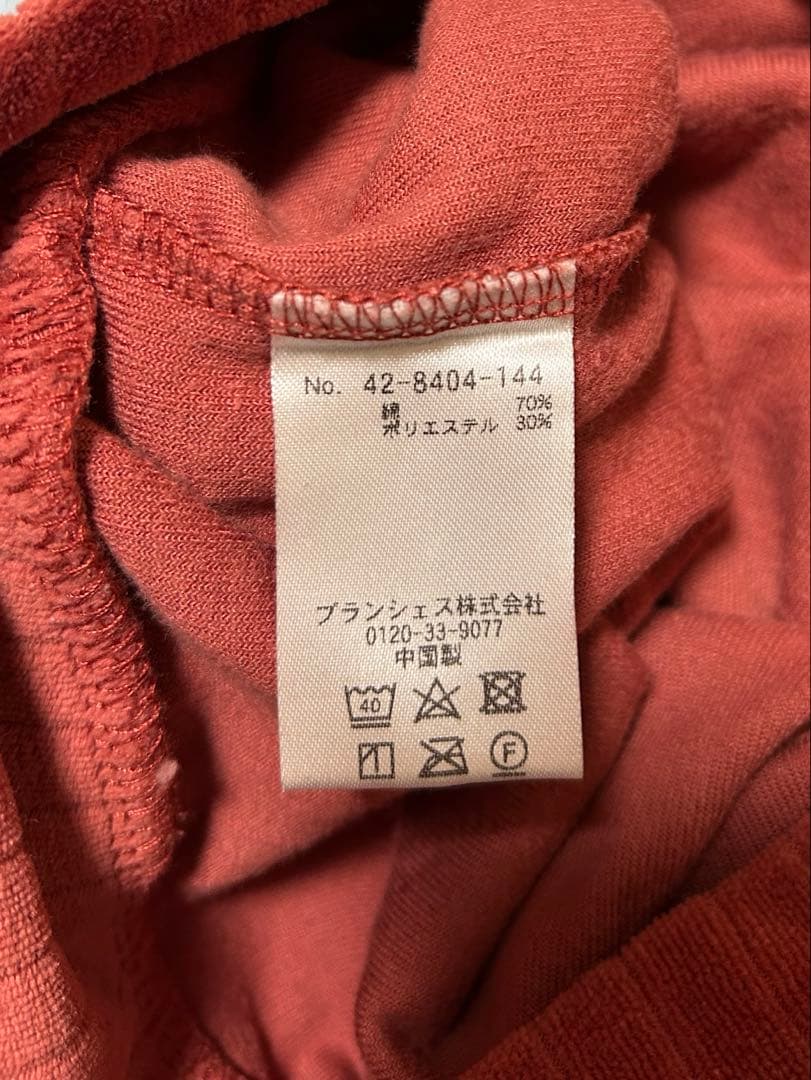 No. 42-8404-144
綿 70%
ポリエステル 30%
ブランシェス株式会社
0120-33-9077
中国製
40
F